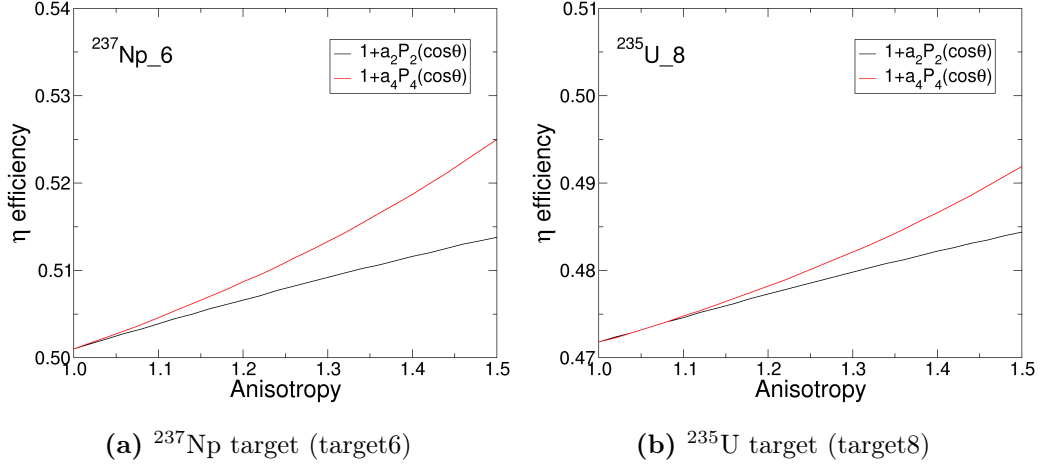 0.54
0.53
0.52
0.51
0.50
η efficiency
²³⁷Np_6
1+a₂P₂(cosθ)
1+a₄P₄(cosθ)
1.0 1.1 1.2 1.3 1.4 1.5
Anisotropy
(a) ²³⁷Np target (target6)
0.51
0.50
0.49
0.48
0.47
η efficiency
²³⁵U_8
1+a₂P₂(cosθ)
1+a₄P₄(cosθ)
1.0 1.1 1.2 1.3 1.4 1.5
Anisotropy
(b) ²³⁵U target (target8)